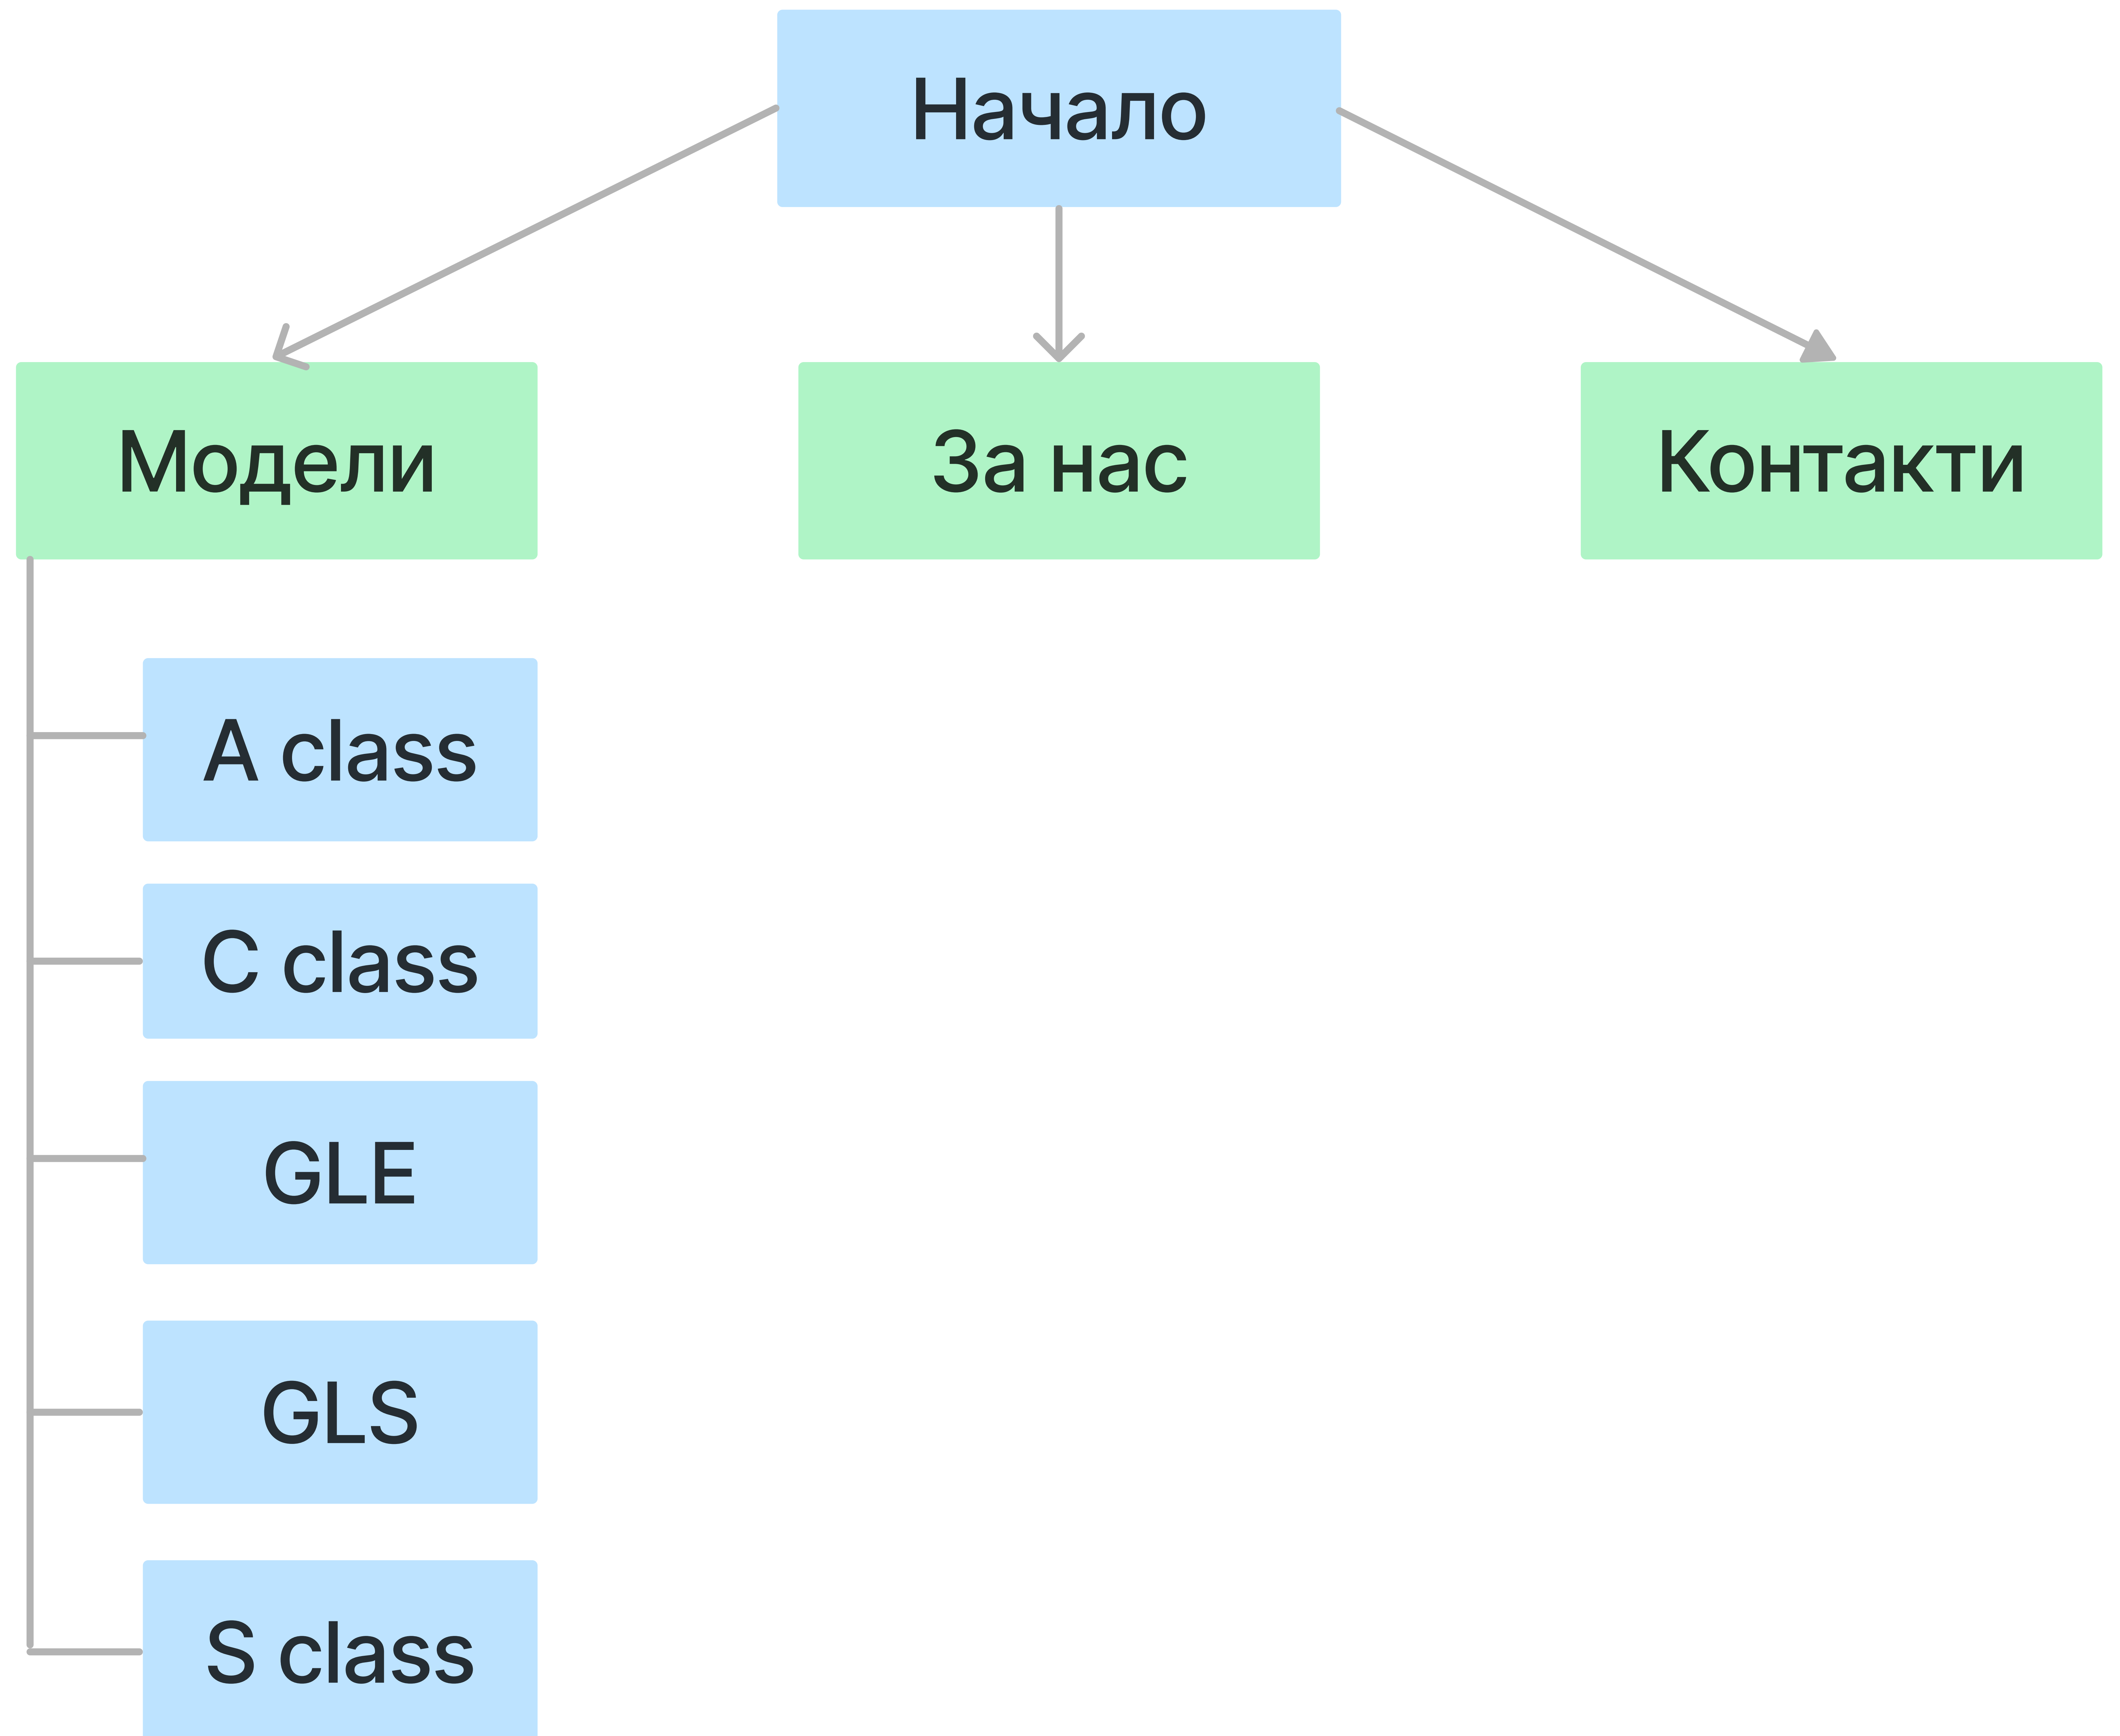 Начало
Модели
За нас
Контакти
A class
C class
GLE
GLS
S class